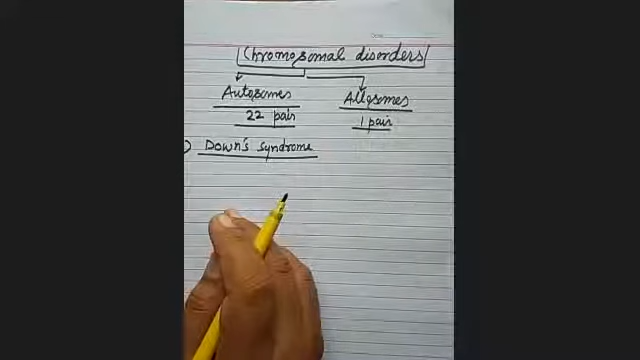 Chromosomal disorders
Autosomes Allosomes
22 pair 1 pair
) Down's syndrome